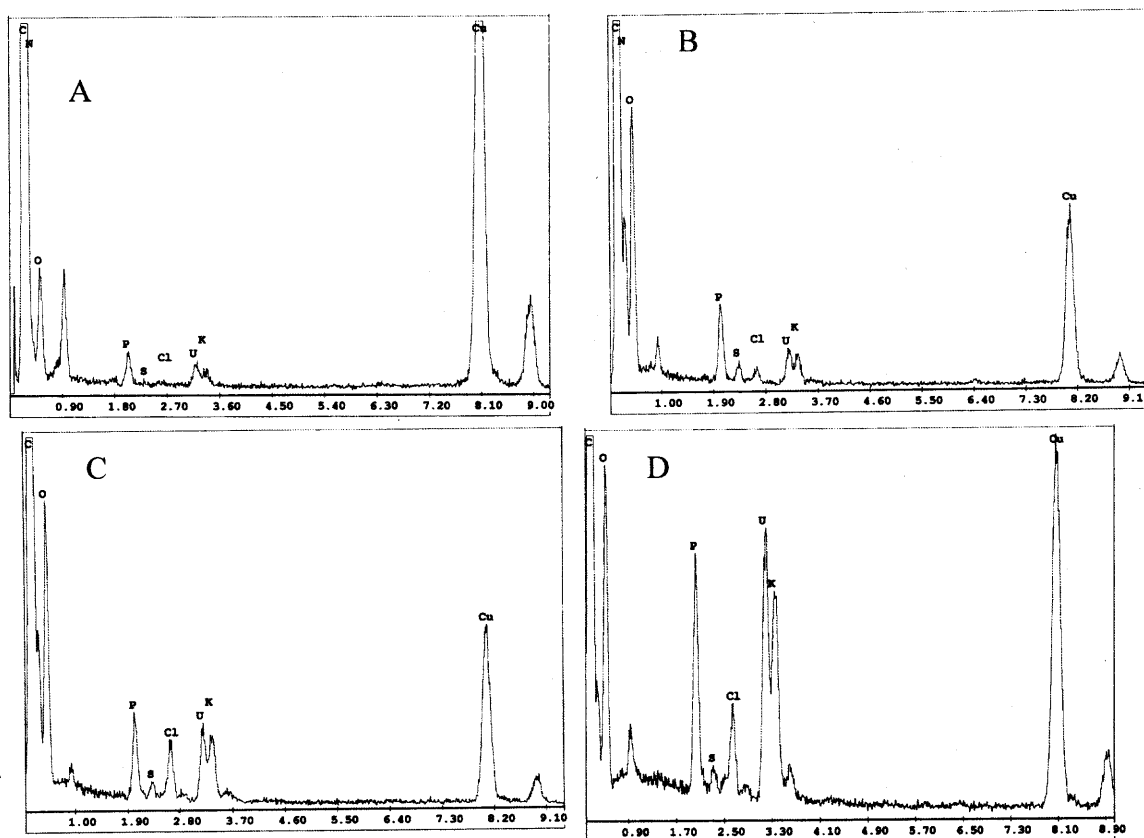 C
N
Cu
A
O
P
S
Cl
U
K
0.90 1.80 2.70 3.60 4.50 5.40 6.30 7.20 8.10 9.00
C
N
B
O
P
S
Cl
U
K
Cu
1.00 1.90 2.80 3.70 4.60 5.50 6.40 7.30 8.20 9.1
C
C
O
P
S
Cl
U
K
Cu
1.00 1.90 2.80 3.70 4.60 5.50 6.40 7.30 8.20 9.10
C
O
D
Cu
P
S
Cl
U
K
0.90 1.70 2.50 3.30 4.10 4.90 5.70 6.50 7.30 8.10 8.90